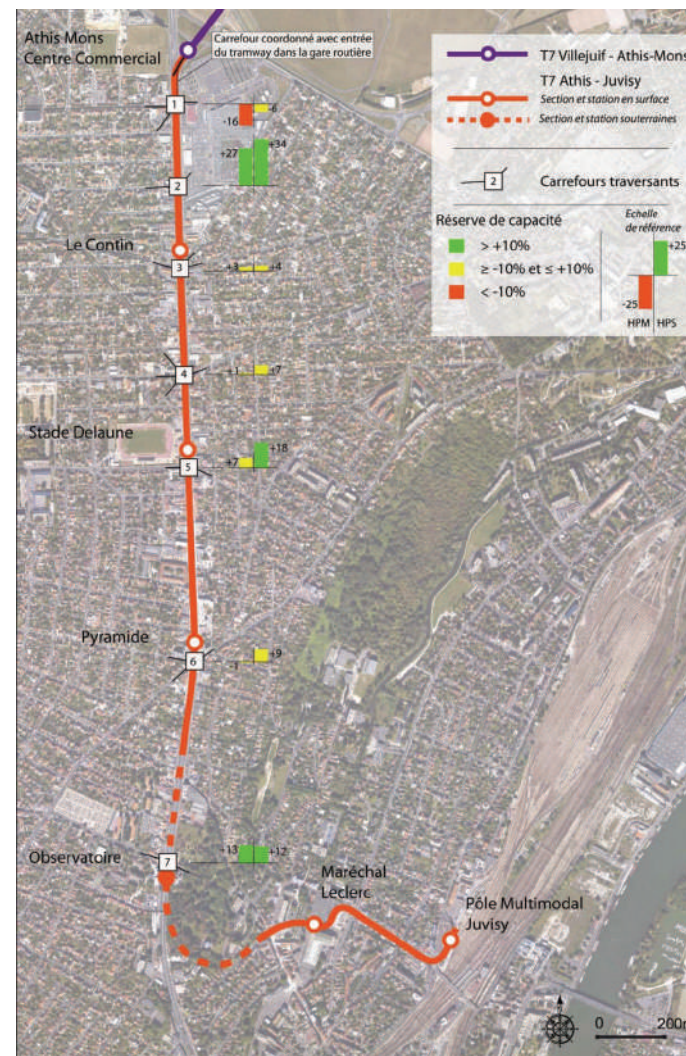 Athis Mons
Centre Commercial
Carrefour coordonné avec entrée
du tramway dans la gare routière
T7 Villejuif - Athis-Mons
T7 Athis - Juvisy
Section et station en surface
Section et station souterraines
2
Carrefours traversants
Réserve de capacité
> +10%
≥ -10% et ≤ +10%
< -10%
Echelle
de référence
+25
-25
HPM
HPS
1
-16
-6
+27
+34
2
Le Contin
3
+3
+4
4
+1
+7
Stade Delaune
5
+7
+18
Pyramide
6
-1
+9
Observatoire
7
Maréchal
Leclerc
Pôle Multimodal
Juvisy
0
200m